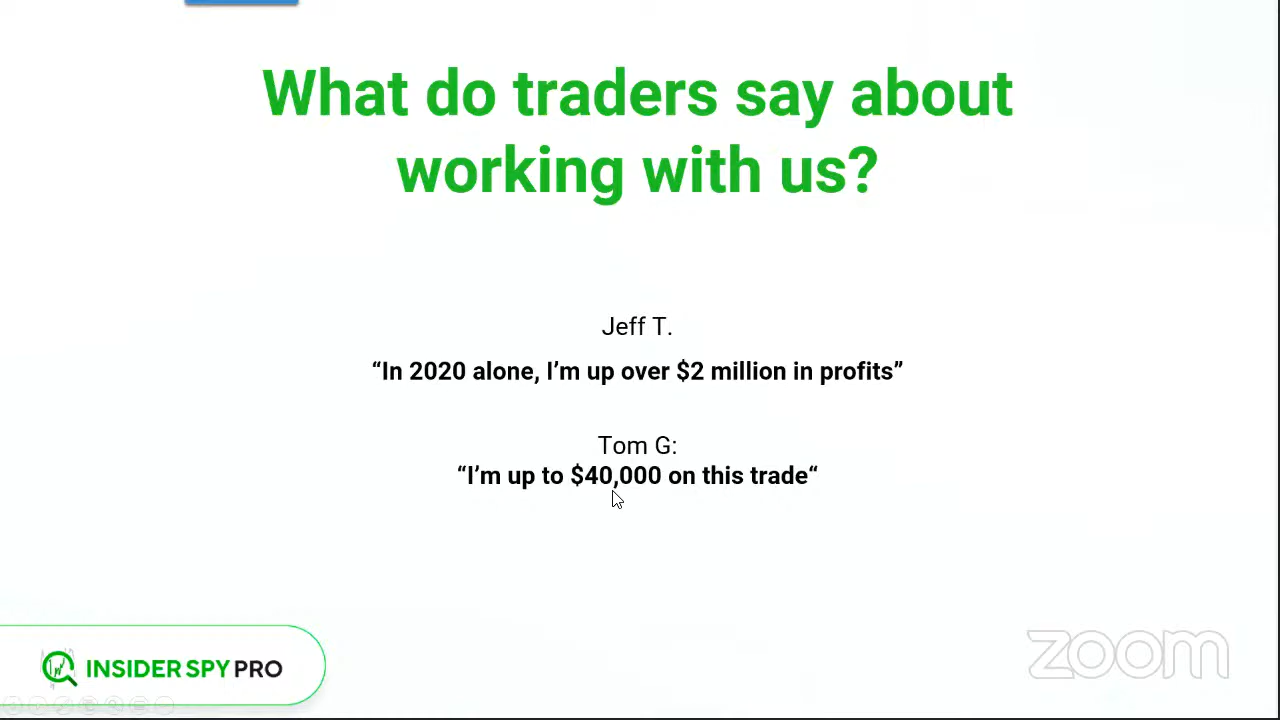 What do traders say about
working with us?
Jeff T.
“In 2020 alone, I’m up over $2 million in profits”
Tom G:
“I’m up to $40,000 on this trade“
INSIDER SPY PRO
zoom